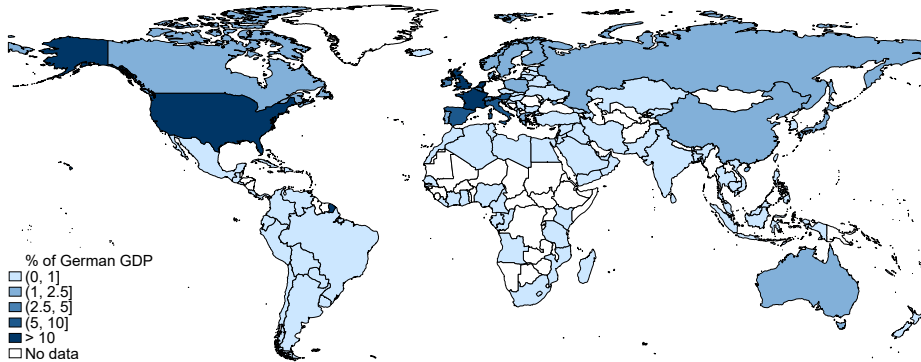 % of German GDP
(0, 1]
(1, 2.5]
(2.5, 5]
(5, 10]
> 10
No data